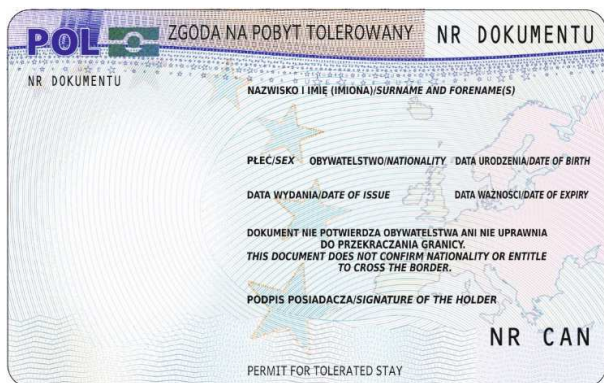 POL
ZGODA NA POBYT TOLEROWANY
NR DOKUMENTU
NR DOKUMENTU
NAZWISKO I IMIĘ (IMIONA)/SURNAME AND FORENAME(S)
PŁEĆ/SEX OBYWATELSTWO/NATIONALITY DATA URODZENIA/DATE OF BIRTH
DATA WYDANIA/DATE OF ISSUE DATA WAŻNOŚCI/DATE OF EXPIRY
DOKUMENT NIE POTWIERDZA OBYWATELSTWA ANI NIE UPRAWNIA
DO PRZEKRACZANIA GRANICY.
THIS DOCUMENT DOES NOT CONFIRM NATIONALITY OR ENTITLE
TO CROSS THE BORDER.
PODPIS POSIADACZA/SIGNATURE OF THE HOLDER
NR CAN
PERMIT FOR TOLERATED STAY